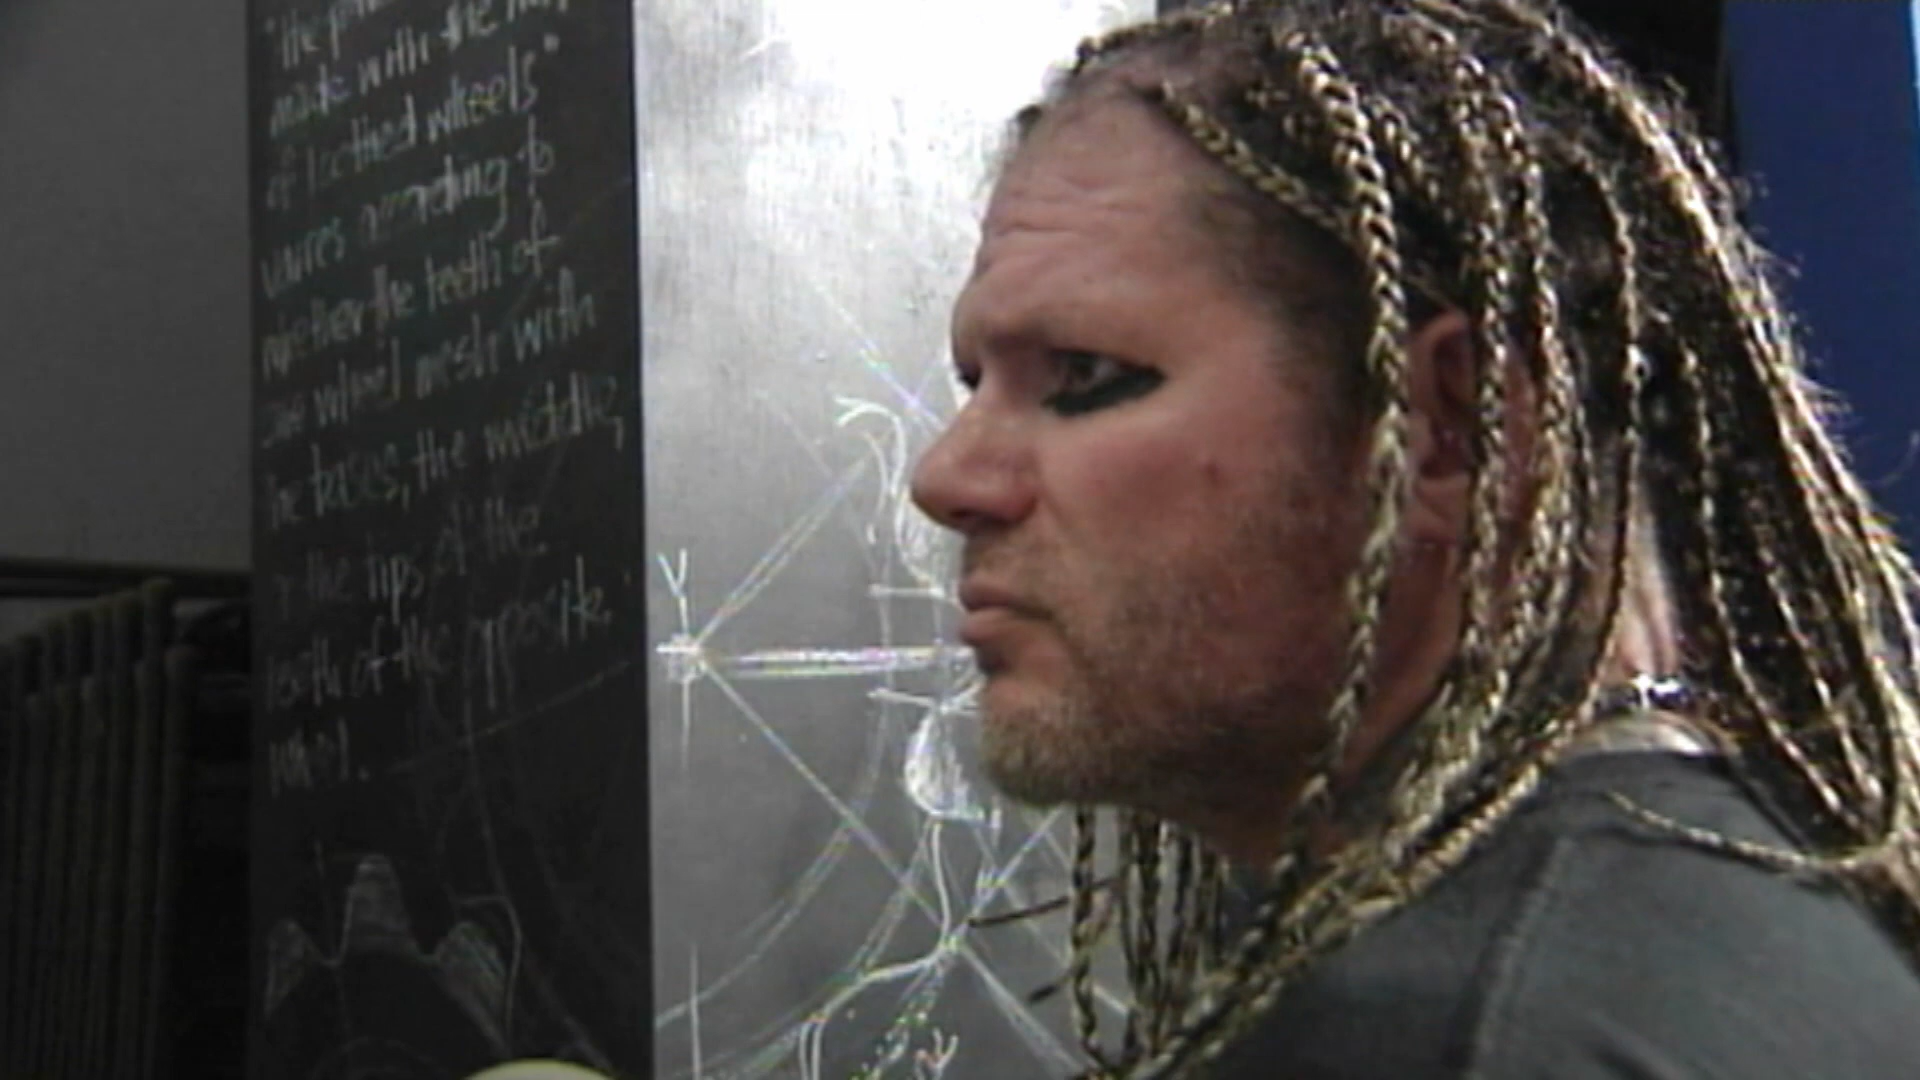 "The
made with the
of toothed wheels"
varies according to
whether the teeth of
one wheel mesh with
the bases, the middle,
or the tips of the
teeth of the opposite
wheel.
Y